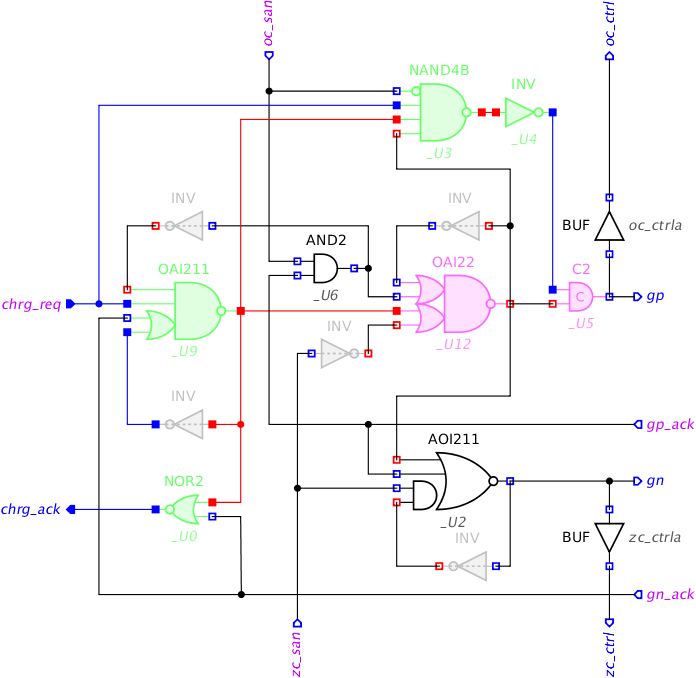 oc_san
oc_ctrl
NAND4B
INV
_U4
_U3
INV
INV
BUF
oc_ctrla
AND2
OAI211
OAI22
C2
C
chrg_req
_U6
gp
_U5
INV
_U9
_U12
INV
gp_ack
AOI211
NOR2
gn
chrg_ack
_U2
_U0
INV
BUF
zc_ctrla
gn_ack
zc_san
zc_ctrl